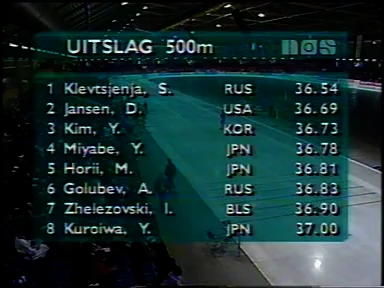 UITSLAG 500m nos
1 Klevtsjenja, S. RUS 36.54
2 Jansen, D. USA 36.69
3 Kim, Y. KOR 36.73
4 Miyabe, Y. JPN 36.78
5 Horii, M. JPN 36.81
6 Golubev, A. RUS 36.83
7 Zhelezovski, I. BLS 36.90
8 Kuroiwa, Y. JPN 37.00